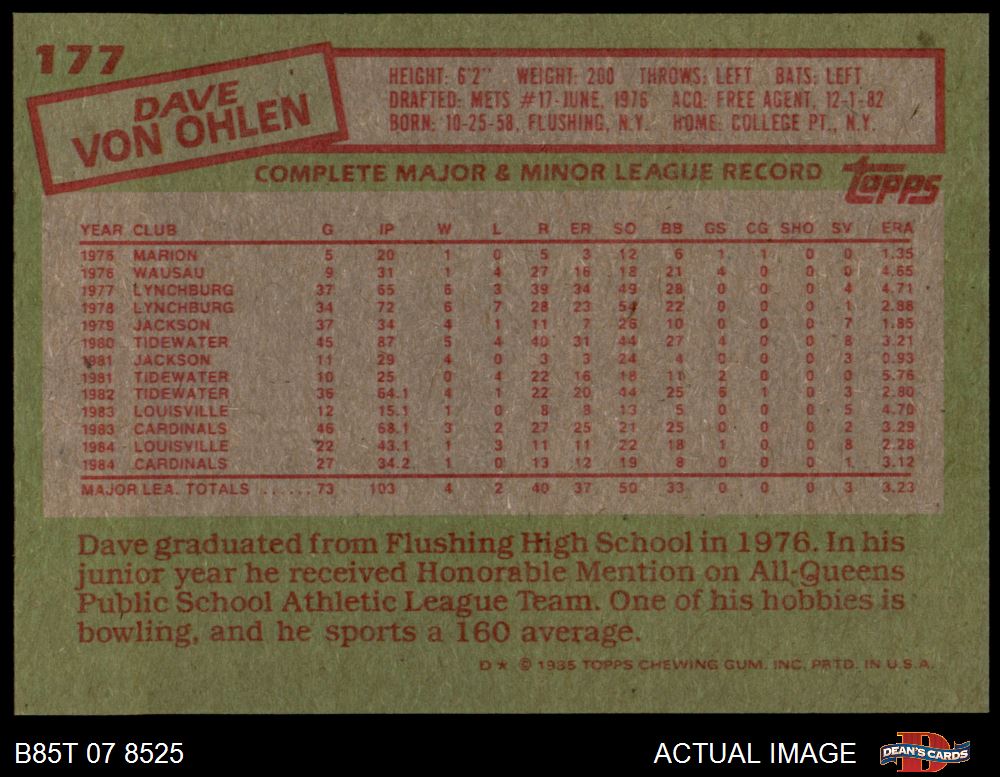 177
DAVE
VON OHLEN
HEIGHT: 6'2" WEIGHT: 200 THROWS: LEFT BATS: LEFT
DRAFTED: METS #17-JUNE, 1976 ACQ: FREE AGENT, 12-1-82
BORN: 10-25-58, FLUSHING, N.Y. HOME: COLLEGE PT., N.Y.
COMPLETE MAJOR & MINOR LEAGUE RECORD
topps
YEAR CLUB G IP W L R ER SO BB GS CG SHO SV ERA
1976 MARION 5 20 1 0 5 3 12 6 1 1 0 0 1.35
1976 WAUSAU 9 31 1 4 27 16 18 21 4 0 0 0 4.65
1977 LYNCHBURG 37 65 6 3 39 34 49 28 0 0 0 4 4.71
1978 LYNCHBURG 34 72 6 7 28 23 54 22 0 0 0 1 2.88
1979 JACKSON 37 34 4 1 11 7 26 10 0 0 0 7 1.85
1980 TIDEWATER 45 87 5 4 40 31 44 27 4 0 0 8 3.21
1981 JACKSON 11 29 4 0 3 3 24 4 0 0 0 3 0.93
1981 TIDEWATER 10 25 0 4 22 16 18 11 2 0 0 0 5.76
1982 TIDEWATER 36 64.1 4 1 22 20 44 25 6 1 0 3 2.80
1983 LOUISVILLE 12 15.1 1 0 8 8 13 5 0 0 0 5 4.70
1983 CARDINALS 46 68.1 3 2 27 25 21 25 0 0 0 2 3.29
1984 LOUISVILLE 22 43.1 1 3 11 11 22 18 1 0 0 8 2.28
1984 CARDINALS 27 34.2 1 0 13 12 19 8 0 0 0 1 3.12
MAJOR LEA. TOTALS ...... 73 103 4 2 40 37 50 33 0 0 0 3 3.23
Dave graduated from Flushing High School in 1976. In his
junior year he received Honorable Mention on All-Queens
Public School Athletic League Team. One of his hobbies is
bowling, and he sports a 160 average.
D* © 1985 TOPPS CHEWING GUM, INC. PRTD. IN U.S.A.
B85T 07 8525
ACTUAL IMAGE
DEAN'S CARDS